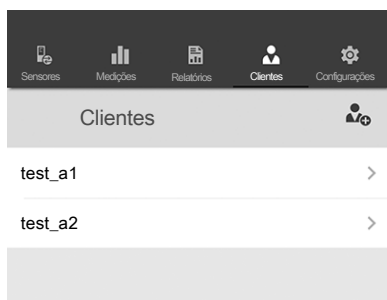 Sensores Medições Relatórios Clientes Configurações
Clientes
test_a1
test_a2